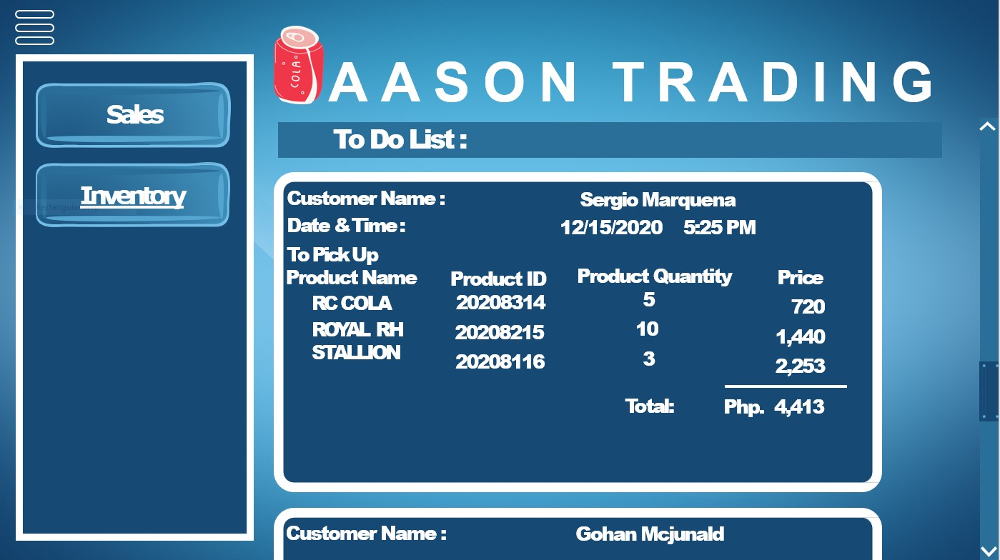 COLA
AASON TRADING
To Do List :
Sales
Inventory
Customer Name : Sergio Marquena
Date & Time : 12/15/2020 5:25 PM
To Pick Up
Product Name Product ID Product Quantity Price
RC COLA 20208314 5 720
ROYAL RH 20208215 10 1,440
STALLION 20208116 3 2,253
Total: Php. 4,413
Customer Name : Gohan Mcjunald